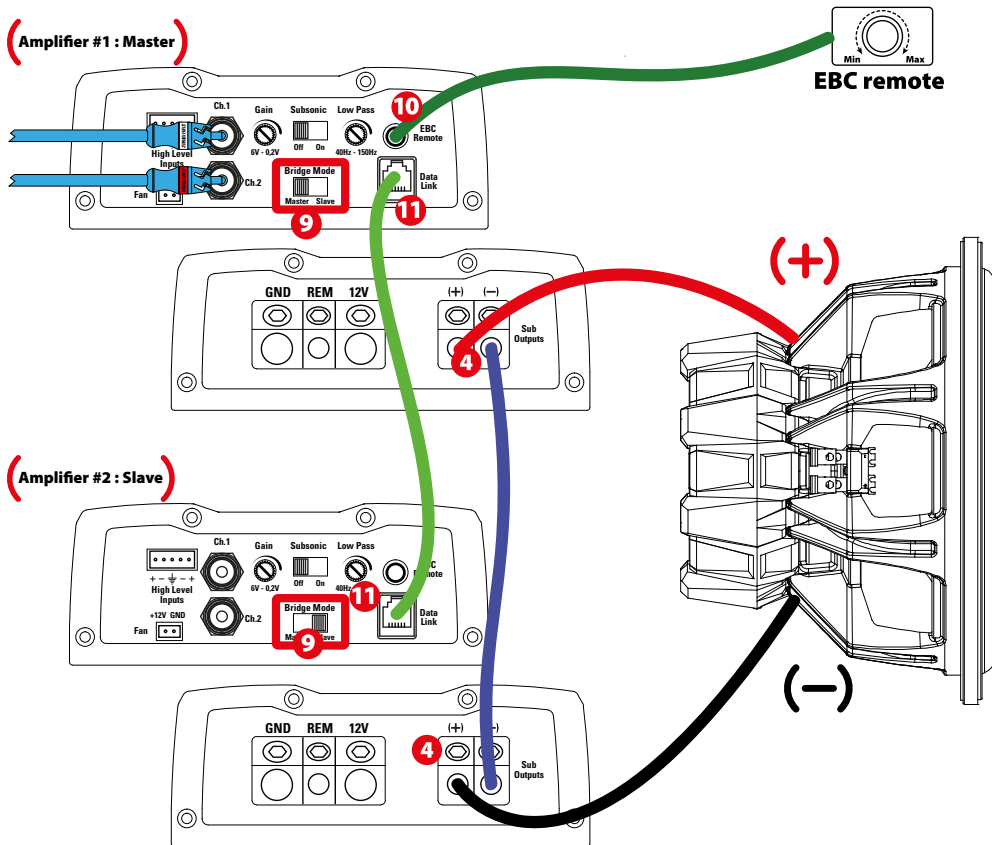 (Amplifier #1 : Master)
Min Max
EBC remote
Ch.1
Gain Subsonic Low Pass
10
EBC
Remote
6V - 0,2V Off On 40Hz - 150Hz
High Level
Inputs
Bridge Mode
Data
Link
Ch.2
Fan
Master Slave
11
9
(+)
GND REM 12V (+) (−)
Sub
Outputs
4
(Amplifier #2 : Slave)
Ch.1
Gain Subsonic Low Pass
+ − + − +
High Level
Inputs
6V - 0,2V Off On 40Hz
11
+12V GND
Bridge Mode
Data
Link
Ch.2
Fan
9
(−)
GND REM 12V (+)
4
Sub
Outputs